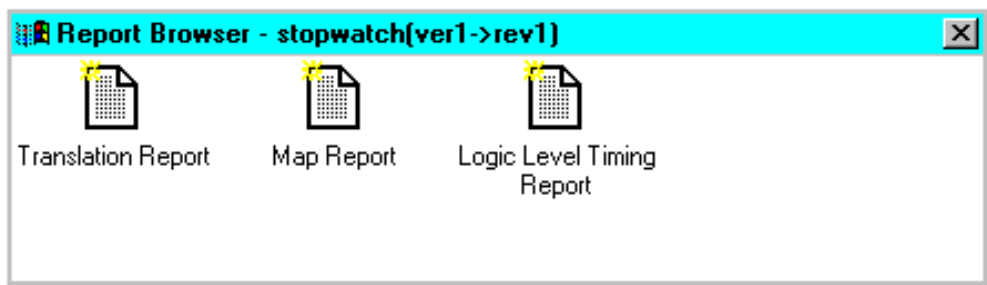 Report Browser - stopwatch(ver1->rev1)
Translation Report
Map Report
Logic Level Timing
Report